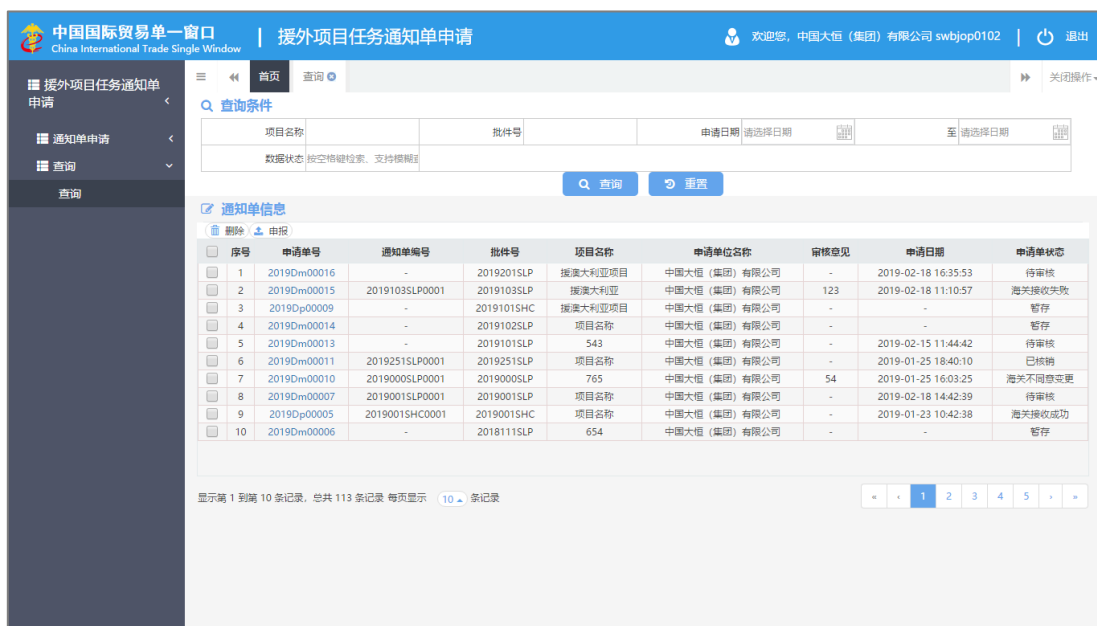 中国国际贸易单一窗口
China International Trade Single Window
援外项目任务通知单申请
欢迎您，中国大恒（集团）有限公司 swbjop0102 退出
援外项目任务通知单申请
通知单申请
查询
查询
首页 查询 关闭操作
查询条件
项目名称 批件号 申请日期 请选择日期 至 请选择日期
数据状态 按空格键检索，支持模糊
查询 重置
通知单信息
删除 申报
序号 申请单号 通知单编号 批件号 项目名称 申请单位名称 审核意见 申请日期 申请单状态
1 2019Dm00016 - 2019201SLP 援澳大利亚项目 中国大恒（集团）有限公司 - 2019-02-18 16:35:53 待审核
2 2019Dm00015 2019103SLP0001 2019103SLP 援澳大利亚 中国大恒（集团）有限公司 123 2019-02-18 11:10:57 海关接收失败
3 2019Dp00009 - 2019101SHC 援澳大利亚项目 中国大恒（集团）有限公司 - - 暂存
4 2019Dm00014 - 2019102SLP 项目名称 中国大恒（集团）有限公司 - - 暂存
5 2019Dm00013 - 2019101SLP 543 中国大恒（集团）有限公司 - 2019-02-15 11:44:42 待审核
6 2019Dm00011 2019251SLP0001 2019251SLP 项目名称 中国大恒（集团）有限公司 - 2019-01-25 18:40:10 已核销
7 2019Dm00010 2019000SLP0001 2019000SLP 765 中国大恒（集团）有限公司 54 2019-01-25 16:03:25 海关不同意变更
8 2019Dm00007 2019001SLP0001 2019001SLP 项目名称 中国大恒（集团）有限公司 - 2019-02-18 14:42:39 待审核
9 2019Dp00005 2019001SHC0001 2019001SHC 项目名称 中国大恒（集团）有限公司 - 2019-01-23 10:42:38 海关接收成功
10 2019Dm00006 - 2018111SLP 654 中国大恒（集团）有限公司 - - 暂存
显示第 1 到第 10 条记录，总共 113 条记录 每页显示 10 条记录
« ‹ 1 2 3 4 5 › »